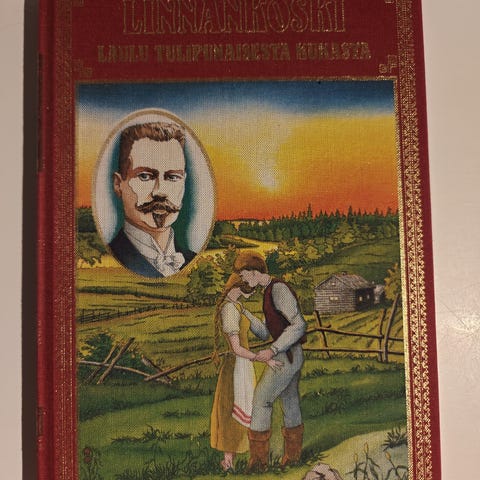 LINNANKOSKI
LAULU TULIPUNAISESTA KUKASTA